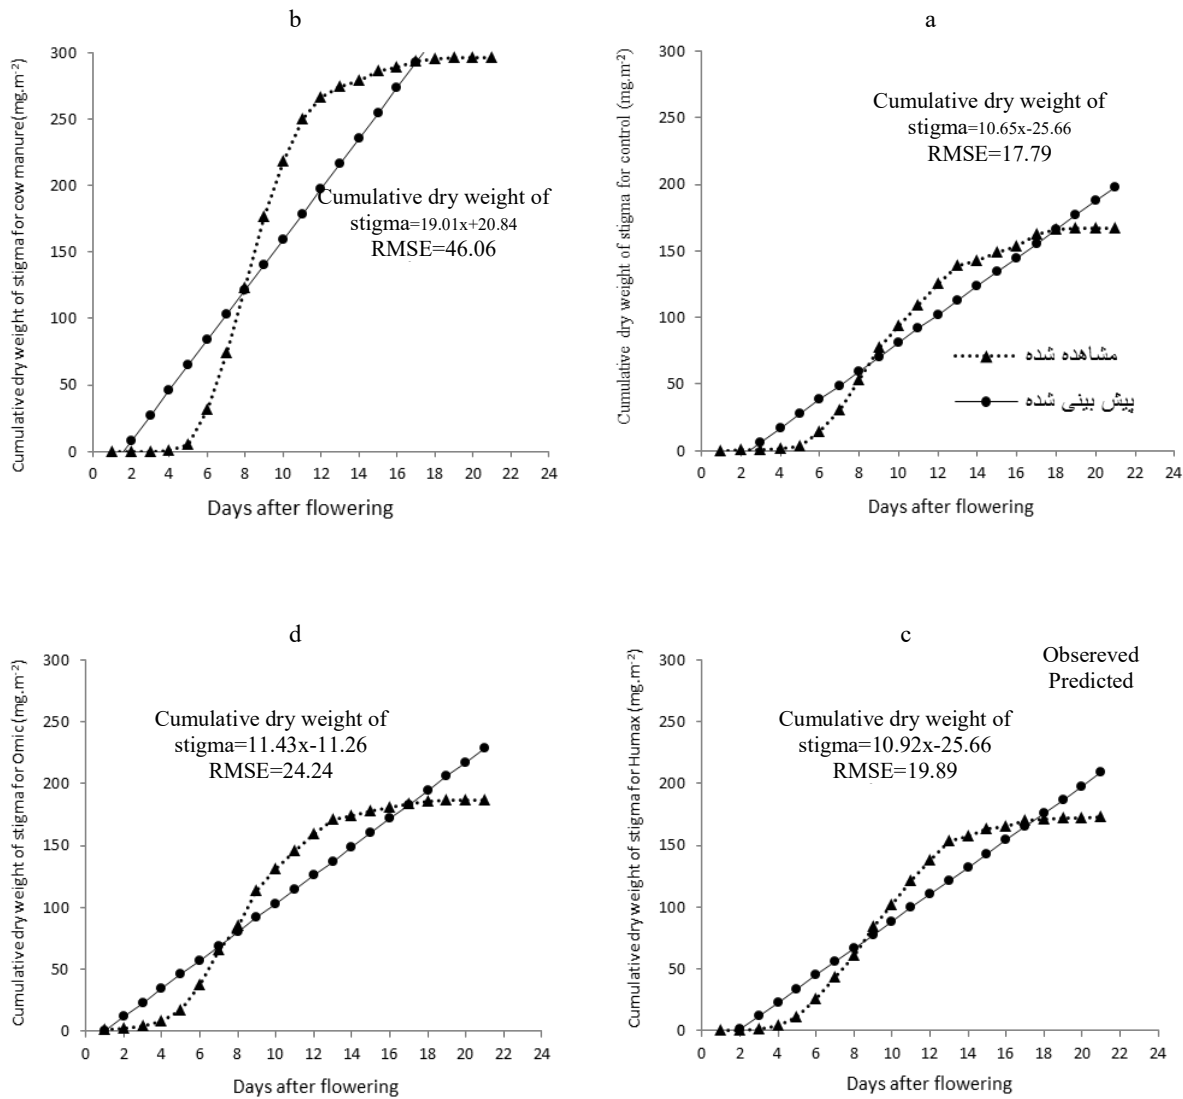 b
Cumulative dry weight of stigma for cow manure(mg.m-2)
300
250
200
150
100
50
0
Cumulative dry weight of
stigma=19.01x+20.84
RMSE=46.06
0 2 4 6 8 10 12 14 16 18 20 22 24
Days after flowering
a
Cumulative dry weight of stigma for control (mg.m-2)
300
250
200
150
100
50
0
Cumulative dry weight of
stigma=10.65x-25.66
RMSE=17.79
مشاهده شده
پیش بینی شده
0 2 4 6 8 10 12 14 16 18 20 22 24
Days after flowering
d
Cumulative dry weight of stigma for Omic(mg.m-2)
300
250
200
150
100
50
0
Cumulative dry weight of
stigma=11.43x-11.26
RMSE=24.24
0 2 4 6 8 10 12 14 16 18 20 22 24
Days after flowering
c
Obsereved
Predicted
Cumulative dry weight of stigma for Humax (mg.m-2)
300
250
200
150
100
50
0
Cumulative dry weight of
stigma=10.92x-25.66
RMSE=19.89
0 2 4 6 8 10 12 14 16 18 20 22 24
Days after flowering